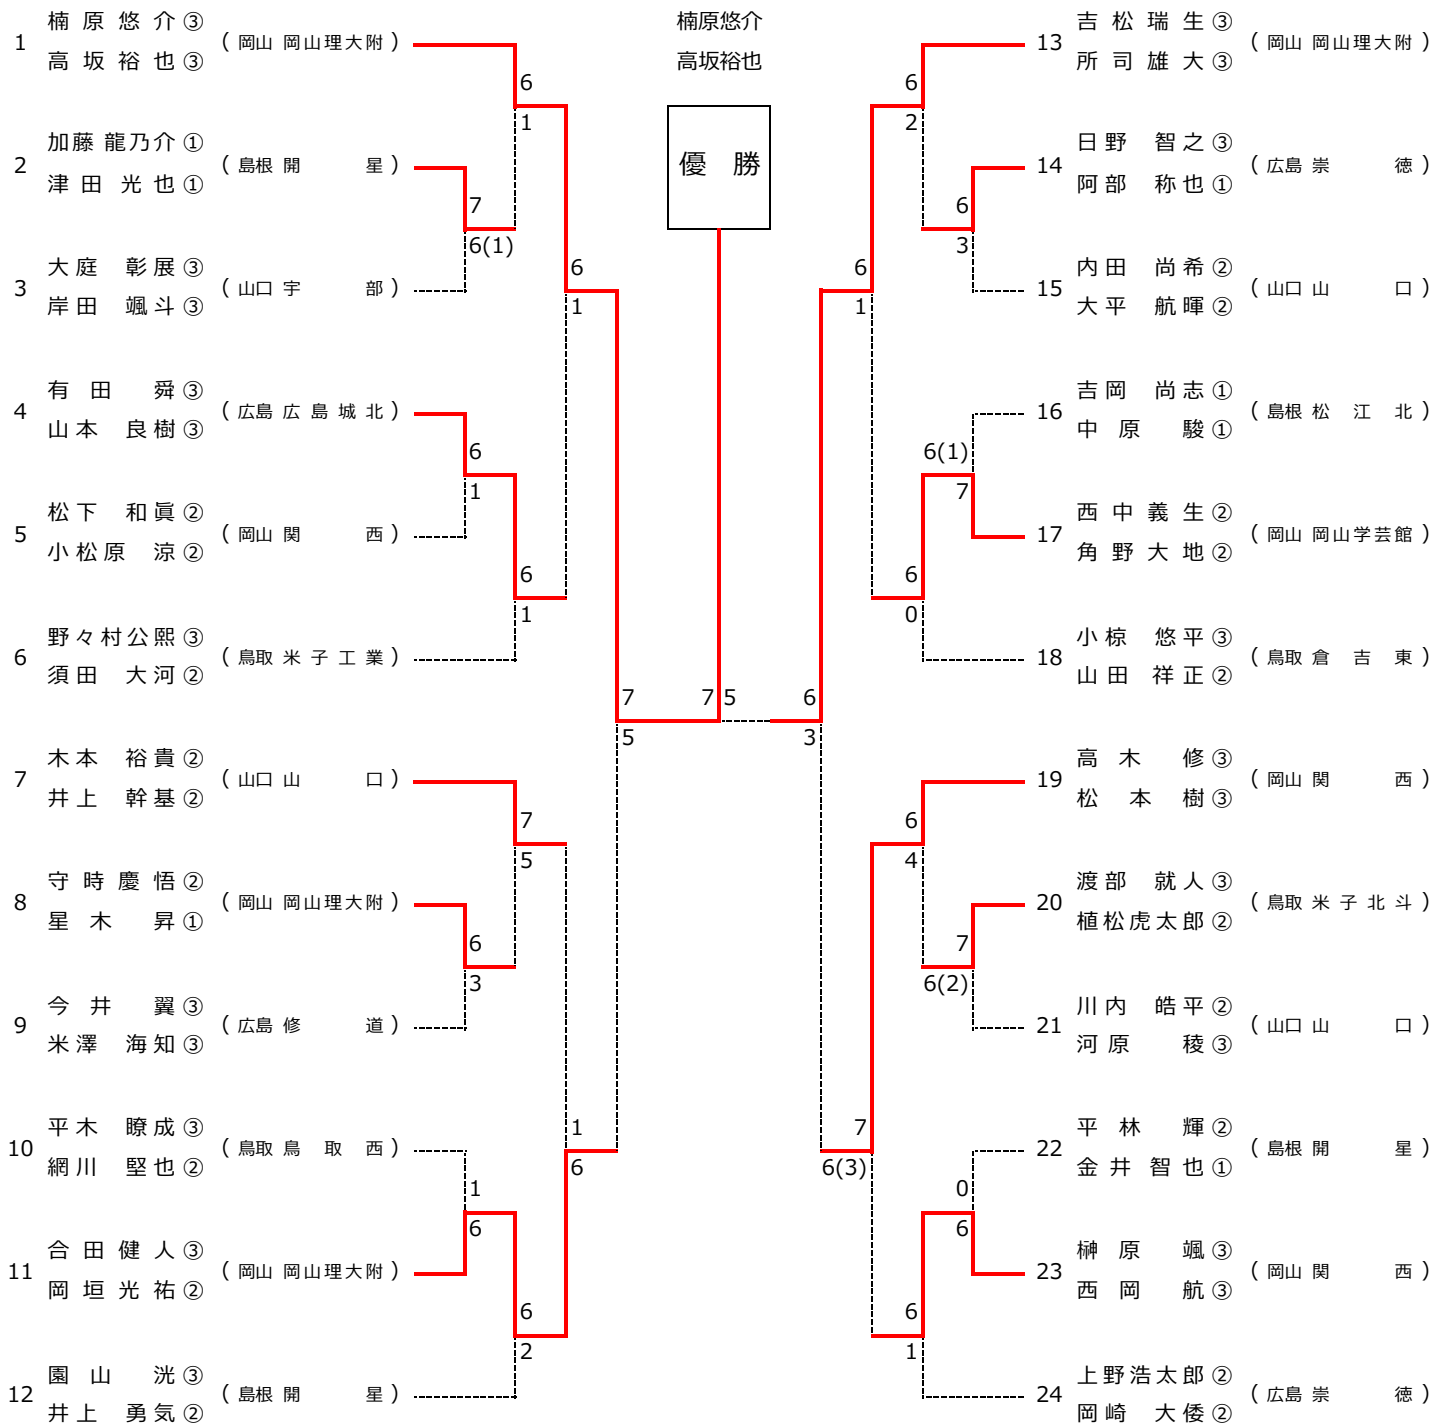 楠原悠介③
1 (岡山 岡山理大附)
高坂裕也③
加藤 龍乃介①
2 (島根 開星)
津田光也①
大庭 彰展③
3 (山口 宇部)
岸田 颯斗③
有田 舜③
4 (広島 広島城北)
山本 良樹③
松下 和眞②
5 (岡山 関西)
小松原 涼②
野々村公熙③
6 (鳥取 米子工業)
須田 大河②
木本 裕貴②
7 (山口 山口)
井上 幹基②
守時慶悟②
8 (岡山 岡山理大附)
星木 昇①
今井 翼③
9 (広島 修道)
米澤 海知③
平木 瞭成③
10 (鳥取 鳥取西)
網川 堅也②
合田健人③
11 (岡山 岡山理大附)
岡垣光祐②
園山 洸③
12 (島根 開星)
井上 勇気②
6
1
7
6(1)
6
1
6
1
6
1
7
5
6
3
1
6
1
6
6
2
7
5
楠原悠介
高坂裕也
優勝
7 5
6
3
6
2
6
3
6
1
6(1)
7
6
0
6
4
7
6(2)
7
6(3)
0
6
6
1
吉松瑞生③
13 (岡山 岡山理大附)
所司雄大③
日野 智之③
14 (広島 崇徳)
阿部 称也①
内田 尚希②
15 (山口 山口)
大平 航暉②
吉岡 尚志①
16 (島根 松江北)
中原 駿①
西中義生②
17 (岡山 岡山学芸館)
角野大地②
小椋 悠平③
18 (鳥取 倉吉東)
山田 祥正②
高木 修③
19 (岡山 関西)
松本樹③
渡部 就人③
20 (鳥取 米子北斗)
植松虎太郎②
川内 皓平②
21 (山口 山口)
河原 稜③
平林 輝②
22 (島根 開星)
金井智也①
榊原 颯③
23 (岡山 関西)
西岡 航③
上野浩太郎②
24 (広島 崇徳)
岡崎 大倭②